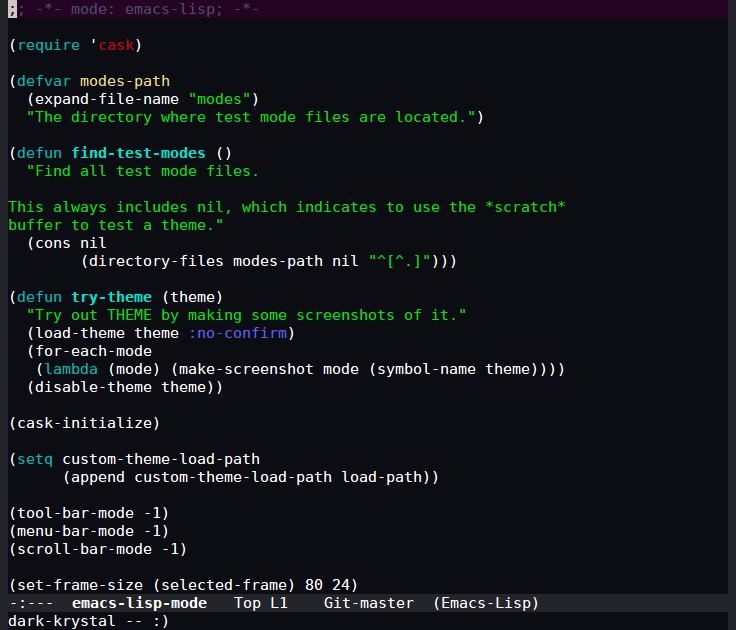 ;; -*- mode: emacs-lisp; -*-

(require 'cask)

(defvar modes-path
  (expand-file-name "modes")
  "The directory where test mode files are located.")

(defun find-test-modes ()
  "Find all test mode files.

This always includes nil, which indicates to use the *scratch*
buffer to test a theme."
  (cons nil
        (directory-files modes-path nil "^[^.]")))

(defun try-theme (theme)
  "Try out THEME by making some screenshots of it."
  (load-theme theme :no-confirm)
  (for-each-mode
   (lambda (mode) (make-screenshot mode (symbol-name theme))))
  (disable-theme theme))

(cask-initialize)

(setq custom-theme-load-path
      (append custom-theme-load-path load-path))

(tool-bar-mode -1)
(menu-bar-mode -1)
(scroll-bar-mode -1)

(set-frame-size (selected-frame) 80 24)
-:---  emacs-lisp-mode   Top L1    Git-master  (Emacs-Lisp)
dark-krystal -- :)